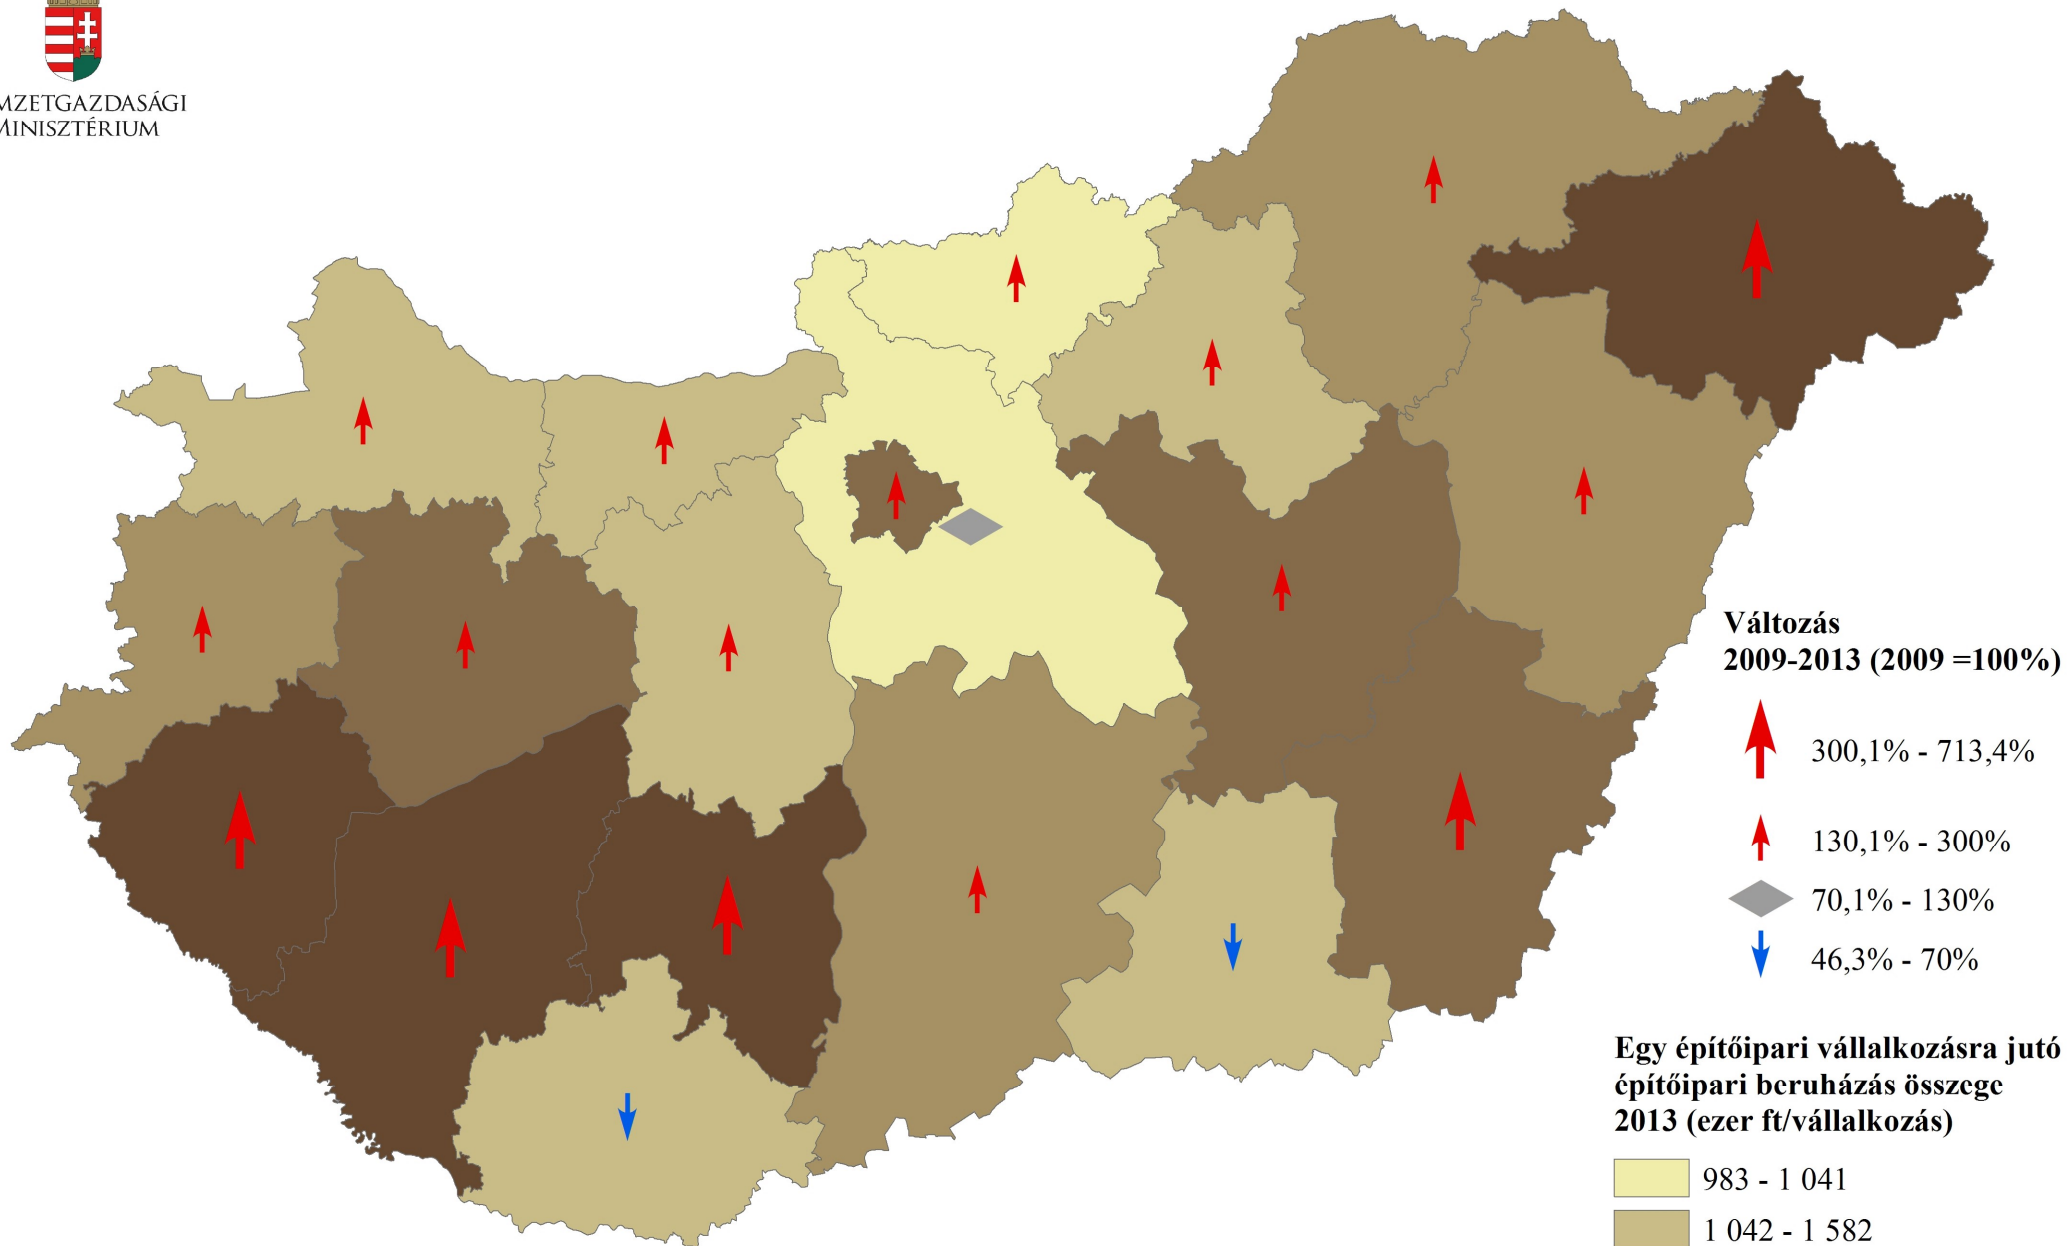 MZETGAZDASÁGI
MINISZTÉRIUM
Változás
2009-2013 (2009 =100%)
300,1% - 713,4%
130,1% - 300%
70,1% - 130%
46,3% - 70%
Egy építőipari vállalkozásra jutó
építőipari beruházás összege
2013 (ezer ft/vállalkozás)
983 - 1 041
1 042 - 1 582